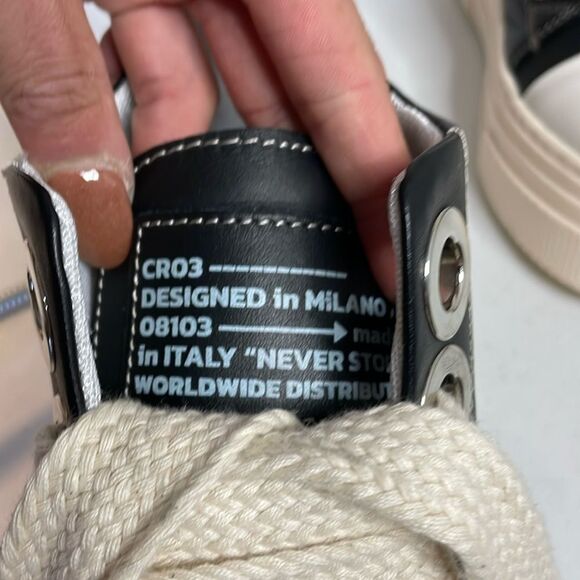 CR03
DESIGNED in MiLANO
08103
in ITALY “NEVER
WORLDWIDE